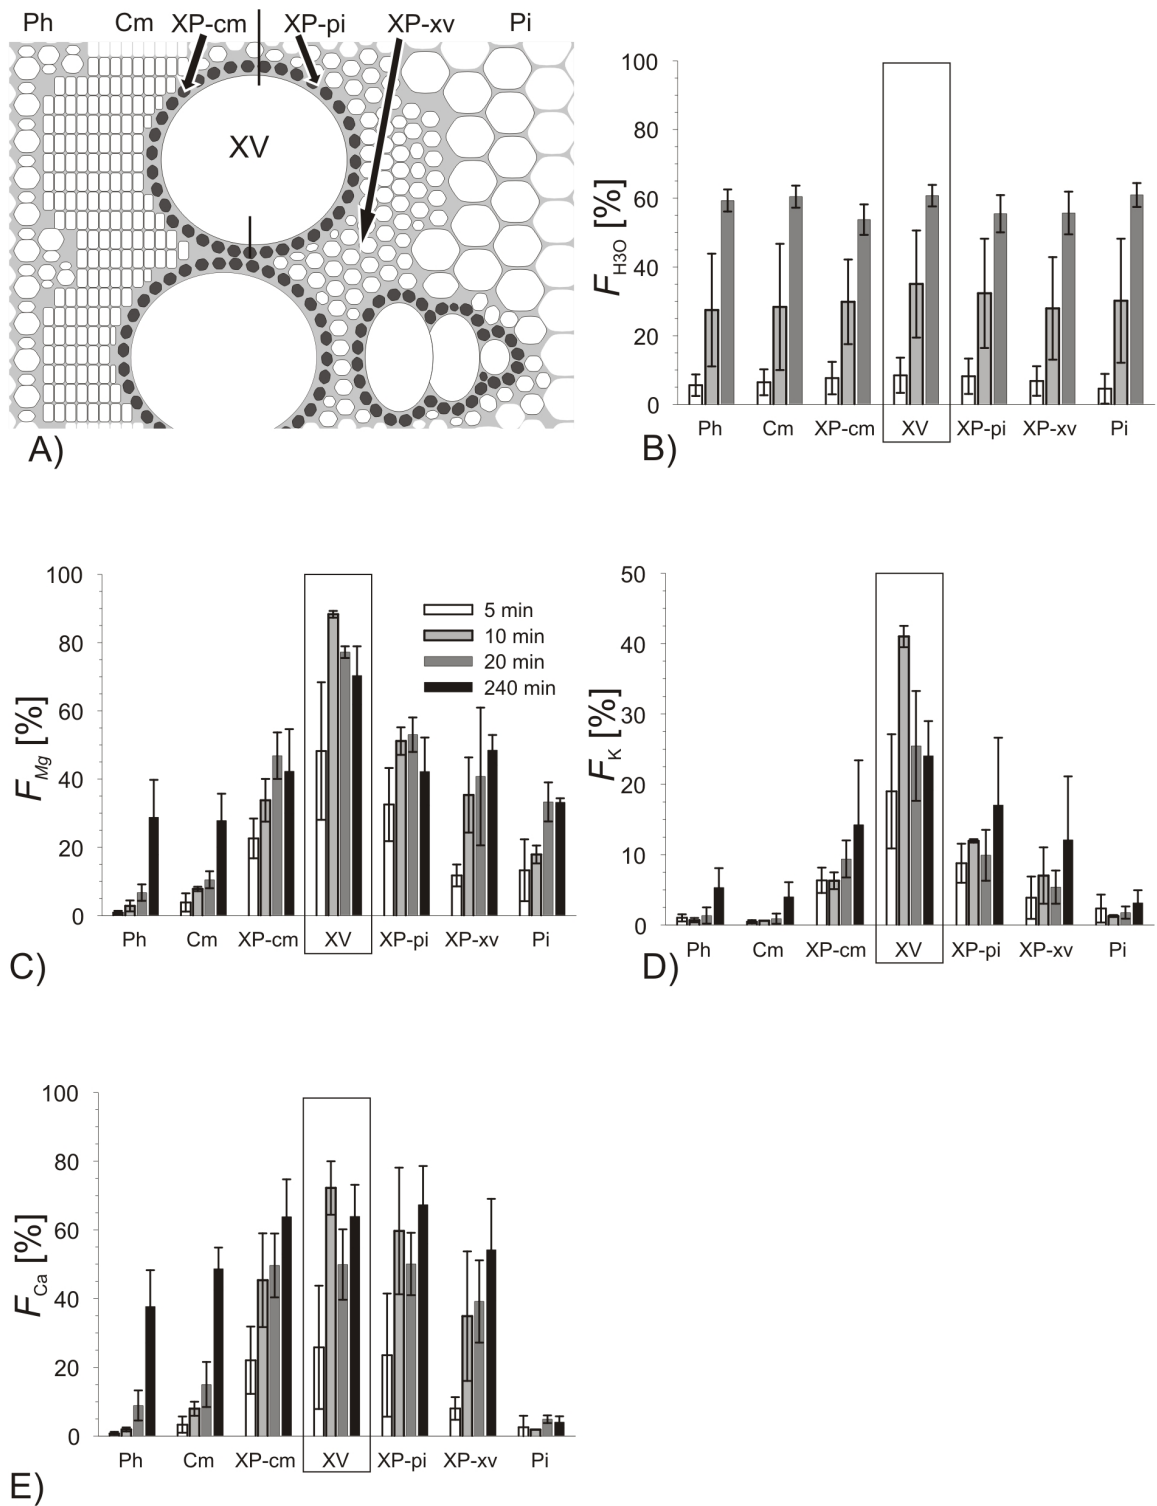 Ph Cm XP-cm XP-pi XP-xv Pi
XV
A)
100
80
60
40
20
0
F H3O [%]
Ph Cm XP-cm XV XP-pi XP-xv Pi
B)
100
80
60
40
20
0
F Mg [%]
5 min
10 min
20 min
240 min
Ph Cm XP-cm XV XP-pi XP-xv Pi
C)
50
40
30
20
10
0
F K [%]
Ph Cm XP-cm XV XP-pi XP-xv Pi
D)
100
80
60
40
20
0
F Ca [%]
Ph Cm XP-cm XV XP-pi XP-xv Pi
E)